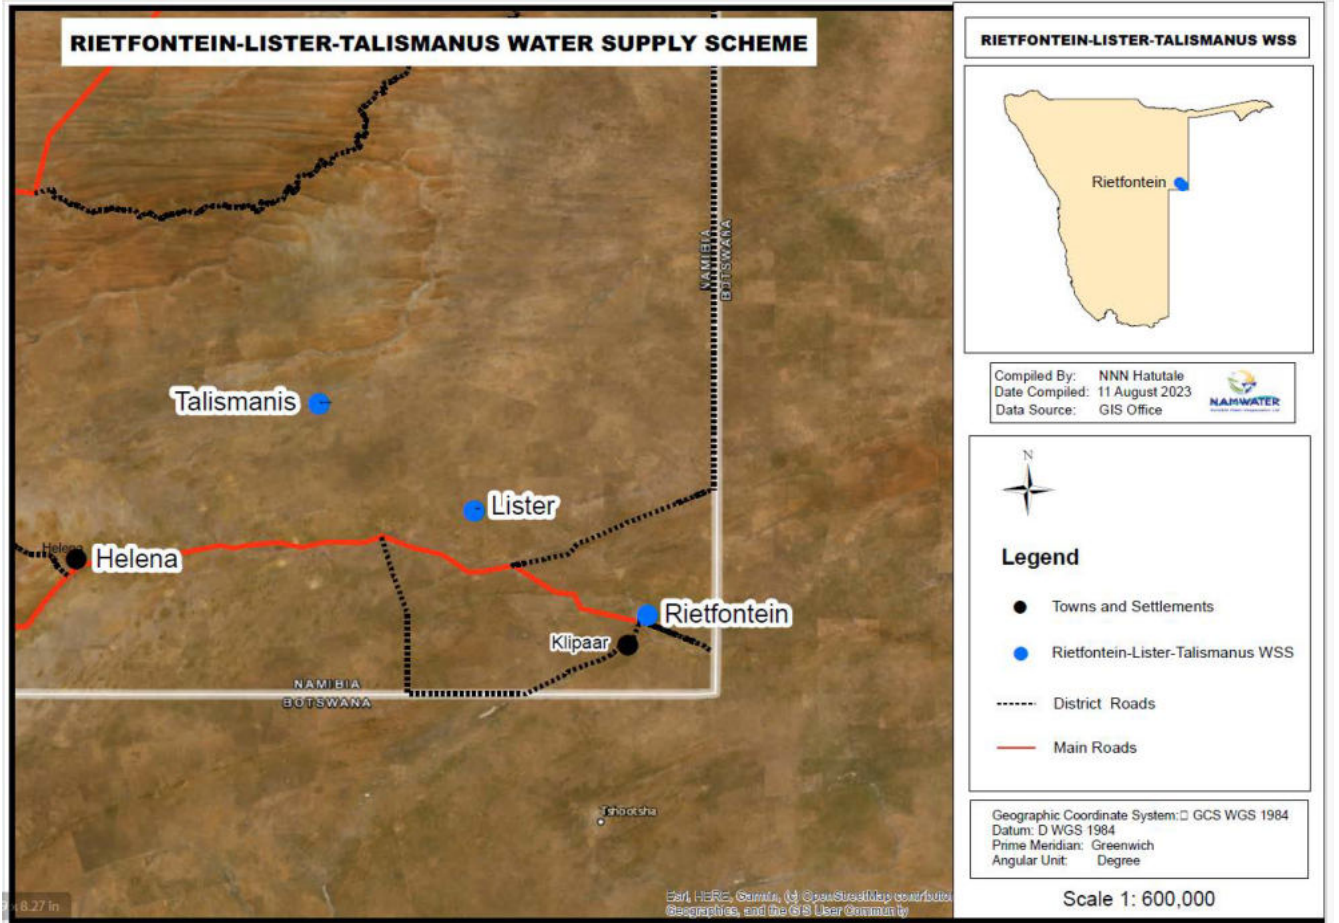 RIETFONTEIN-LISTER-TALISMANUS WATER SUPPLY SCHEME
NAMIBIA
BOTSWANA
Talismanis
Lister
Helena
Helena
Rietfontein
Klipaar
NAMIBIA
BOTSWANA
Tshootsha
Esri, HERE, Garmin, (c) OpenStreetMap contributor
Geographics, and the GIS User Community
x 8.27 in
RIETFONTEIN-LISTER-TALISMANUS WSS
Rietfontein
Compiled By: NNN Hatutale
Date Compiled: 11 August 2023
Data Source: GIS Office
NAMWATER
N
Legend
Towns and Settlements
Rietfontein-Lister-Talismanus WSS
District Roads
Main Roads
Geographic Coordinate System: GCS WGS 1984
Datum: D WGS 1984
Prime Meridian: Greenwich
Angular Unit: Degree
Scale 1: 600,000